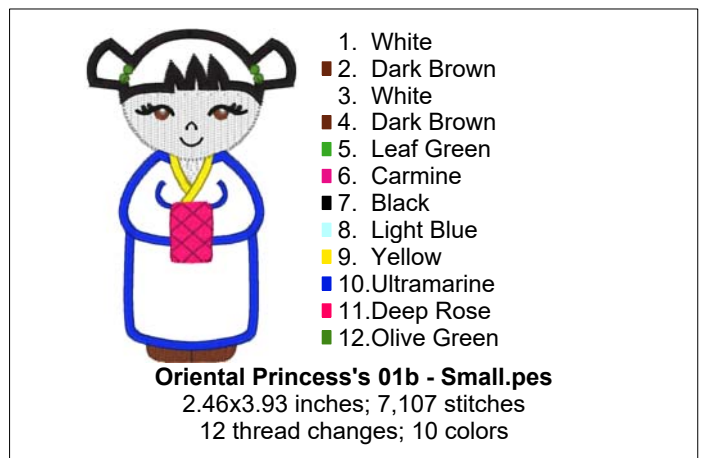 1. White
2. Dark Brown
3. White
4. Dark Brown
5. Leaf Green
6. Carmine
7. Black
8. Light Blue
9. Yellow
10.Ultramarine
11.Deep Rose
12.Olive Green
Oriental Princess's 01b - Small.pes
2.46x3.93 inches; 7,107 stitches
12 thread changes; 10 colors